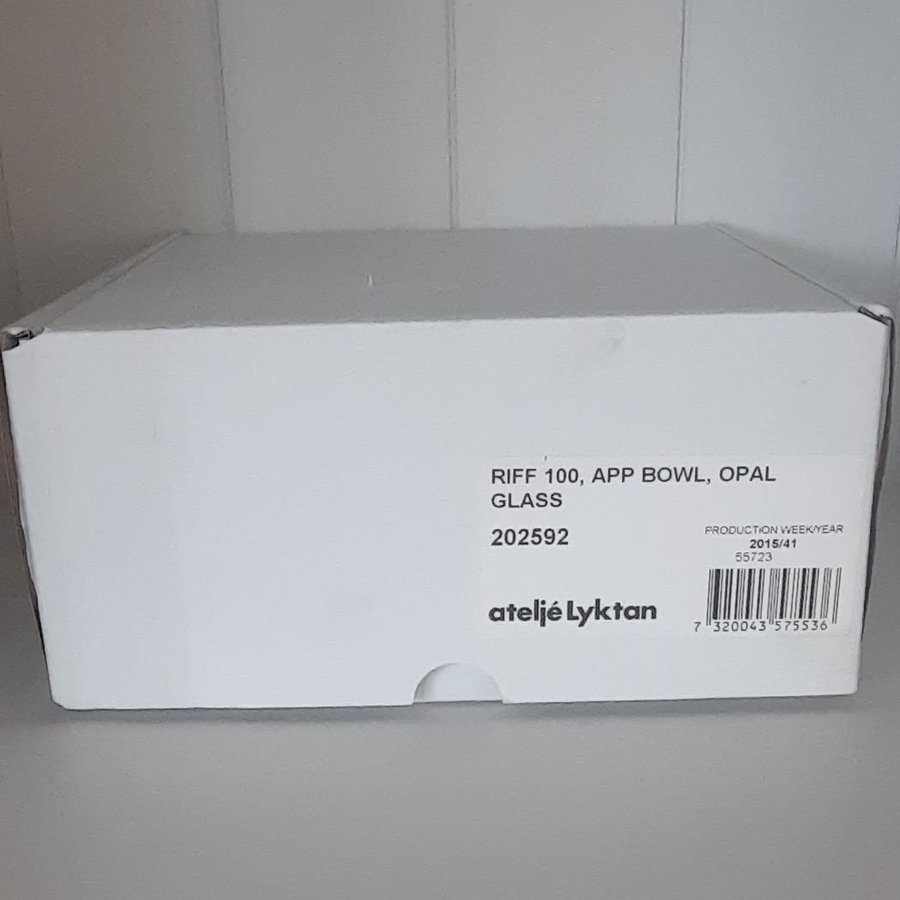 RIFF 100, APP BOWL, OPAL
GLASS
202592
PRODUCTION WEEK/YEAR
2015/41
55723
ateljé Lyktan
7 320043 575536